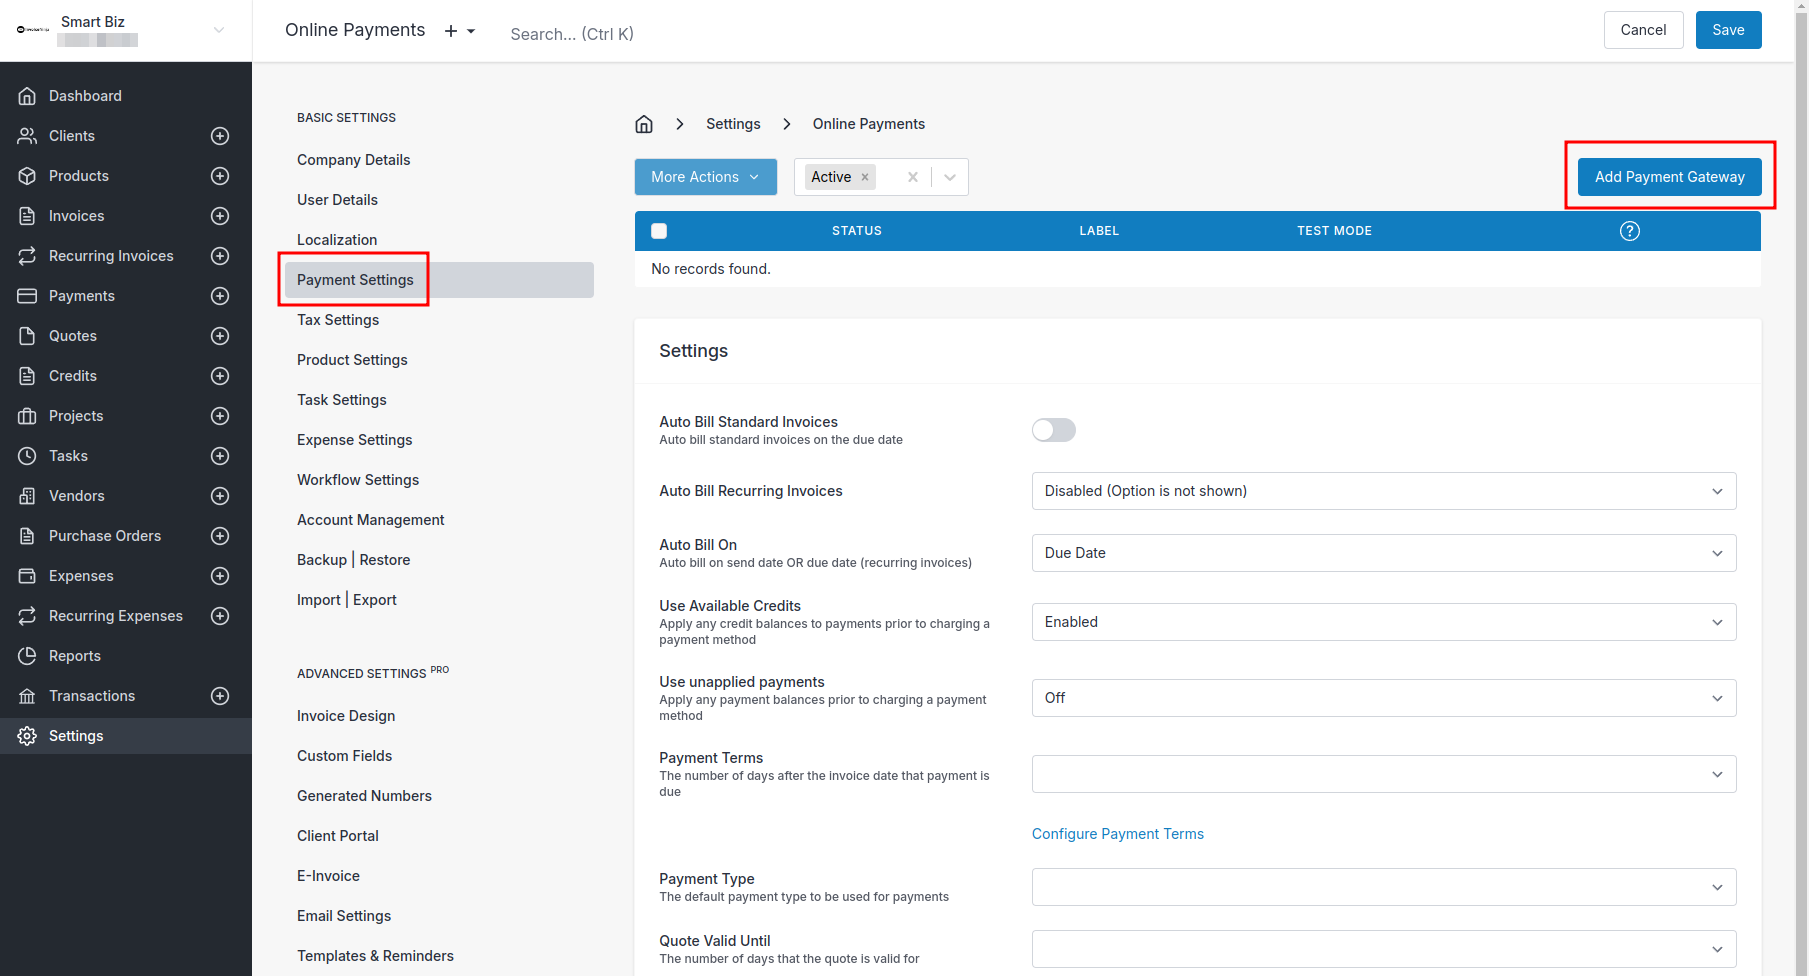 Smart Biz
Online Payments
Search... (Ctrl K)
Cancel
Save
Dashboard
Clients
Products
Invoices
Recurring Invoices
Payments
Quotes
Credits
Projects
Tasks
Vendors
Purchase Orders
Expenses
Recurring Expenses
Reports
Transactions
Settings
BASIC SETTINGS
Company Details
User Details
Localization
Payment Settings
Tax Settings
Product Settings
Task Settings
Expense Settings
Workflow Settings
Account Management
Backup | Restore
Import | Export
ADVANCED SETTINGS PRO
Invoice Design
Custom Fields
Generated Numbers
Client Portal
E-Invoice
Email Settings
Templates & Reminders
Settings
Online Payments
More Actions
Active
Add Payment Gateway
STATUS LABEL TEST MODE
No records found.
Settings
Auto Bill Standard Invoices
Auto bill standard invoices on the due date
Auto Bill Recurring Invoices
Disabled (Option is not shown)
Auto Bill On
Auto bill on send date OR due date (recurring invoices)
Due Date
Use Available Credits
Apply any credit balances to payments prior to charging a
payment method
Enabled
Use unapplied payments
Apply any payment balances prior to charging a payment
method
Off
Payment Terms
The number of days after the invoice date that payment is
due
Configure Payment Terms
Payment Type
The default payment type to be used for payments
Quote Valid Until
The number of days that the quote is valid for